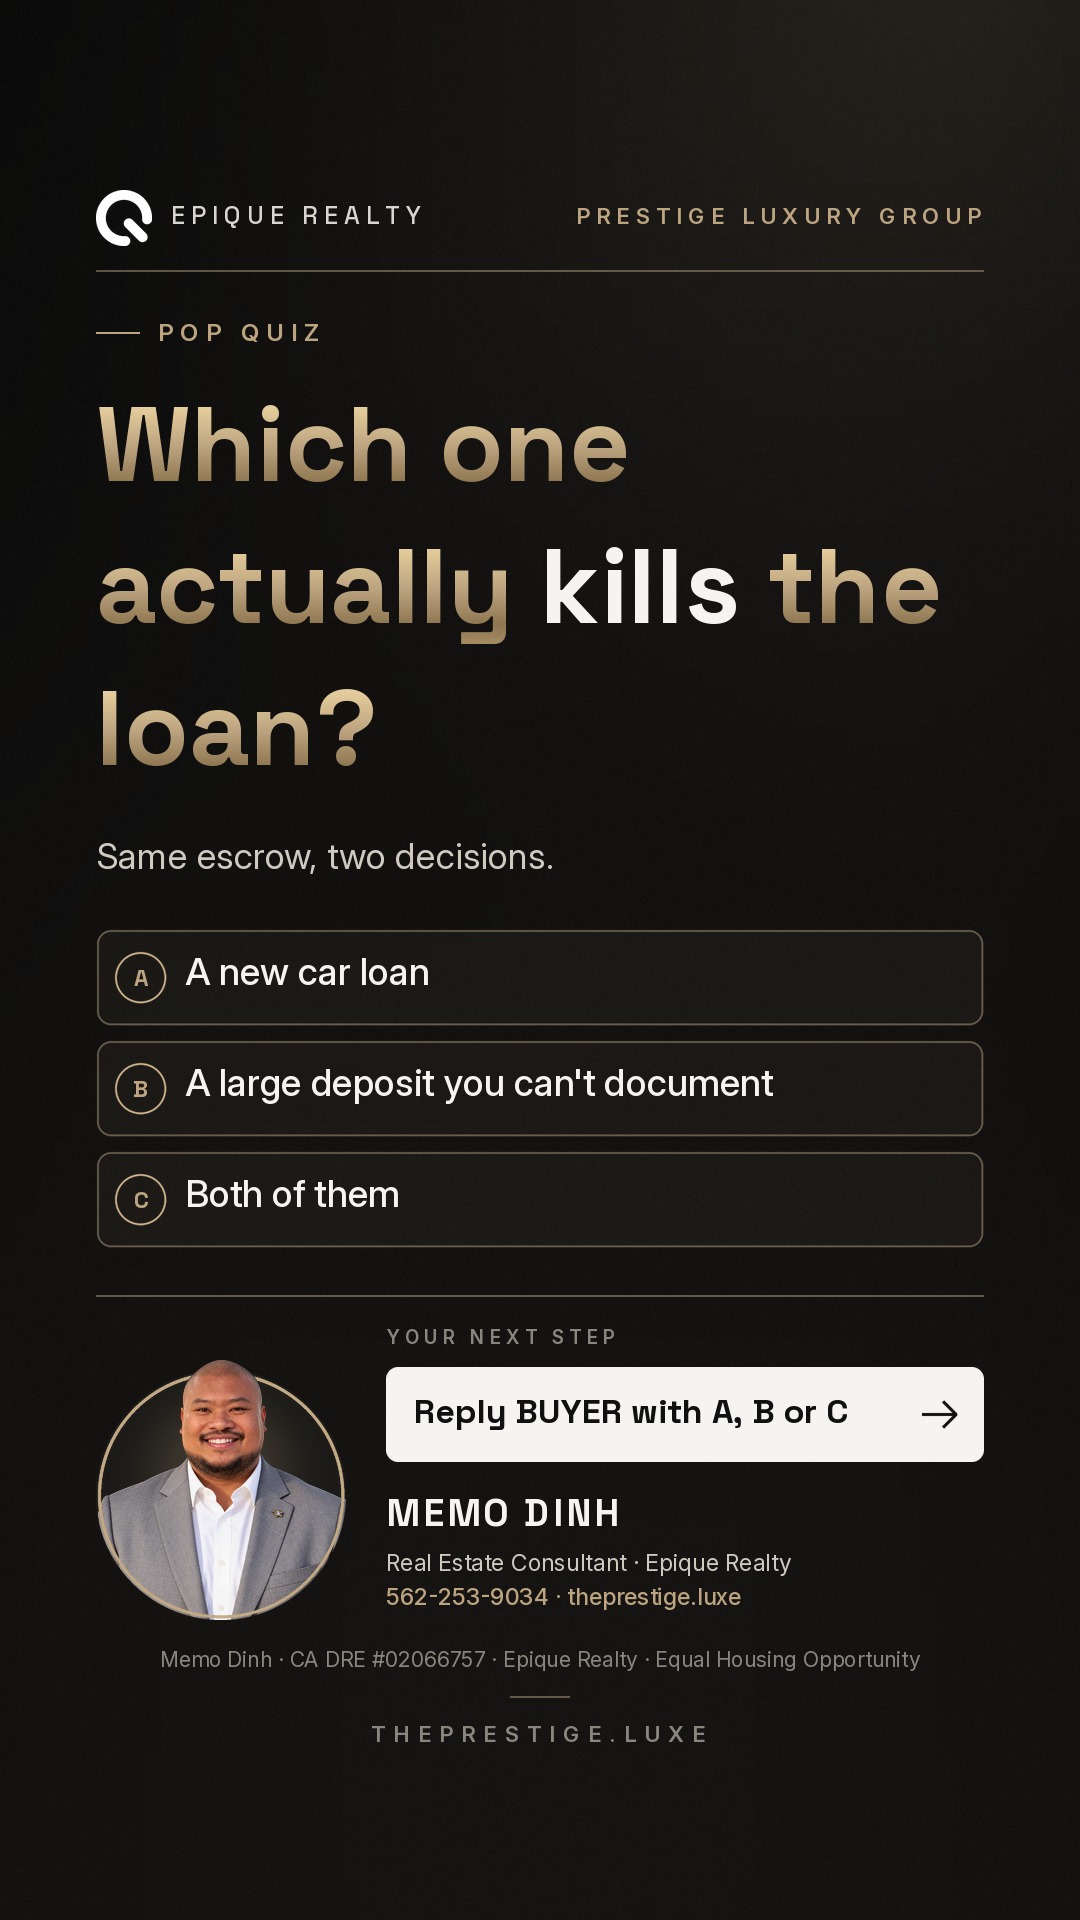 EPIQUE REALTY
PRESTIGE LUXURY GROUP
POP QUIZ
Which one
actually kills the
loan?
Same escrow, two decisions.
A A new car loan
B A large deposit you can't document
C Both of them
YOUR NEXT STEP
Reply BUYER with A, B or C
MEMO DINH
Real Estate Consultant · Epique Realty
562-253-9034 · theprestige.luxe
Memo Dinh · CA DRE #02066757 · Epique Realty · Equal Housing Opportunity
THEPRESTIGE.LUXE